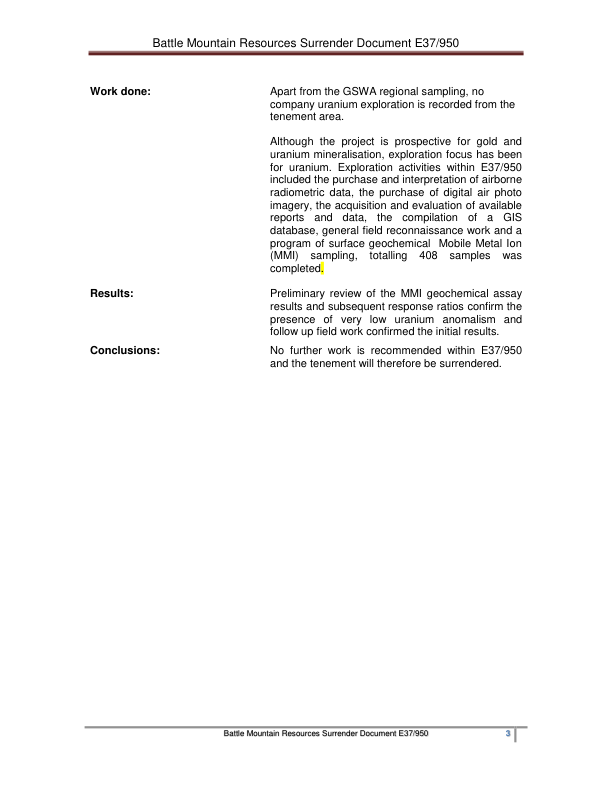 Battle Mountain Resources Surrender Document E37/950
Work done:
Apart from the GSWA regional sampling, no
company uranium exploration is recorded from the
tenement area.
Although the project is prospective for gold and
uranium mineralisation, exploration focus has been
for uranium. Exploration activities within E37/950
included the purchase and interpretation of airborne
radiometric data, the purchase of digital air photo
imagery, the acquisition and evaluation of available
reports and data, the compilation of a GIS
database, general field reconnaissance work and a
program of surface geochemical Mobile Metal Ion
(MMI) sampling, totalling 408 samples was
completed.
Results:
Preliminary review of the MMI geochemical assay
results and subsequent response ratios confirm the
presence of very low uranium anomalism and
follow up field work confirmed the initial results.
Conclusions:
No further work is recommended within E37/950
and the tenement will therefore be surrendered.
Battle Mountain Resources Surrender Document E37/950 3